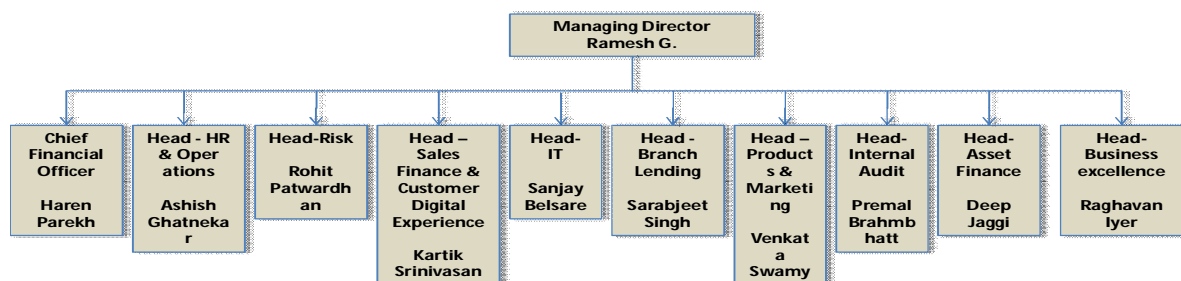 Managing Director
Ramesh G.
Chief
Financial
Officer
Haren
Parekh
Head - HR
& Oper
ations
Ashish
Ghatneka
r
Head-Risk
Rohit
Patwardh
an
Head –
Sales
Finance &
Customer
Digital
Experience
Kartik
Srinivasan
Head-
IT
Sanjay
Belsare
Head -
Branch
Lending
Sarabjeet
Singh
Head –
Product
s &
Marketi
ng
Venkat
a
Swamy
Head-
Internal
Audit
Premal
Brahmb
hatt
Head-
Asset
Finance
Deep
Jaggi
Head-
Business
excellence
Raghavan
Iyer